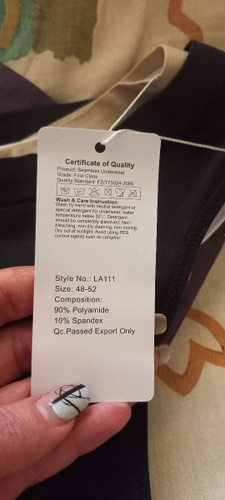 Certificate of Quality
Product: Seamless Underwear
Grade: First Class
Quality Standard: FZ/T73024-2006
Wash & Care Instruction:
Wash by hand with neutral detergent or
special detergent for underwear, water
temperature below 30℃. Detergent
should be completely dissolved. Non
bleaching, non dry cleaning, non ironing
Dry out of sunlight. Avoid using
agents such as
Style No.: LA111
Size: 48-52
Composition:
90% Polyamide
10% Spandex
Qc.Passed Export Only